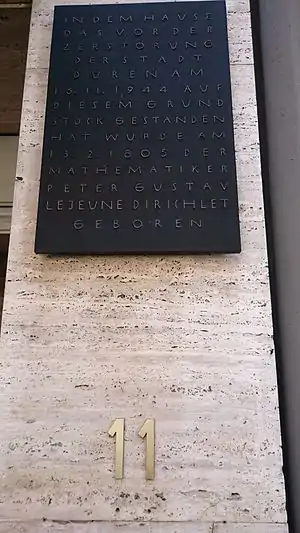 IN DEM HAUSE
DAS VOR DER
ZERSTÖRUNG
DER STADT
DÜREN AM
16.11.1944 AUF
DIESEM GRUND
STÜCK GESTANDEN
HAT WURDE AM
13.2.1805 DER
MATHEMATIKER
PETER GUSTAV
LEJEUNE DIRICHLET
GEBOREN
11